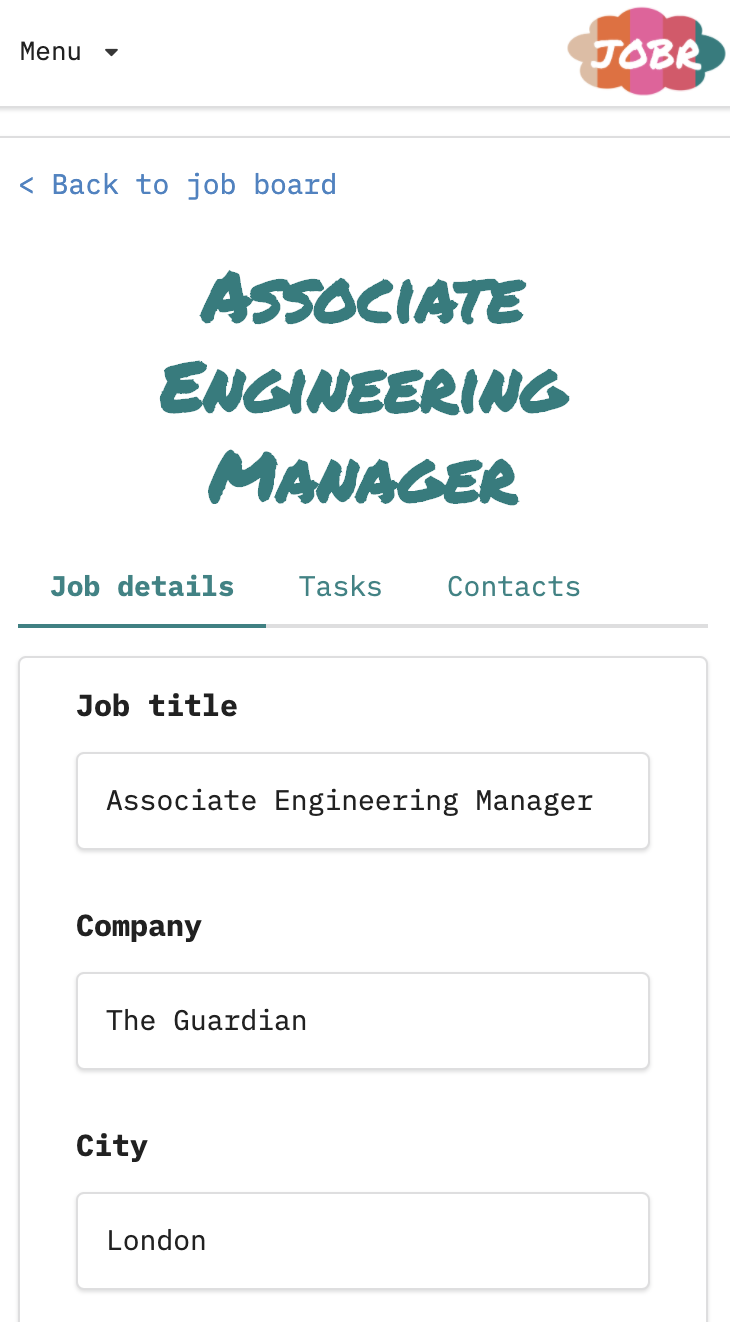 Menu
JOBR
< Back to job board
Associate
Engineering
Manager
Job details Tasks Contacts
Job title
Associate Engineering Manager
Company
The Guardian
City
London